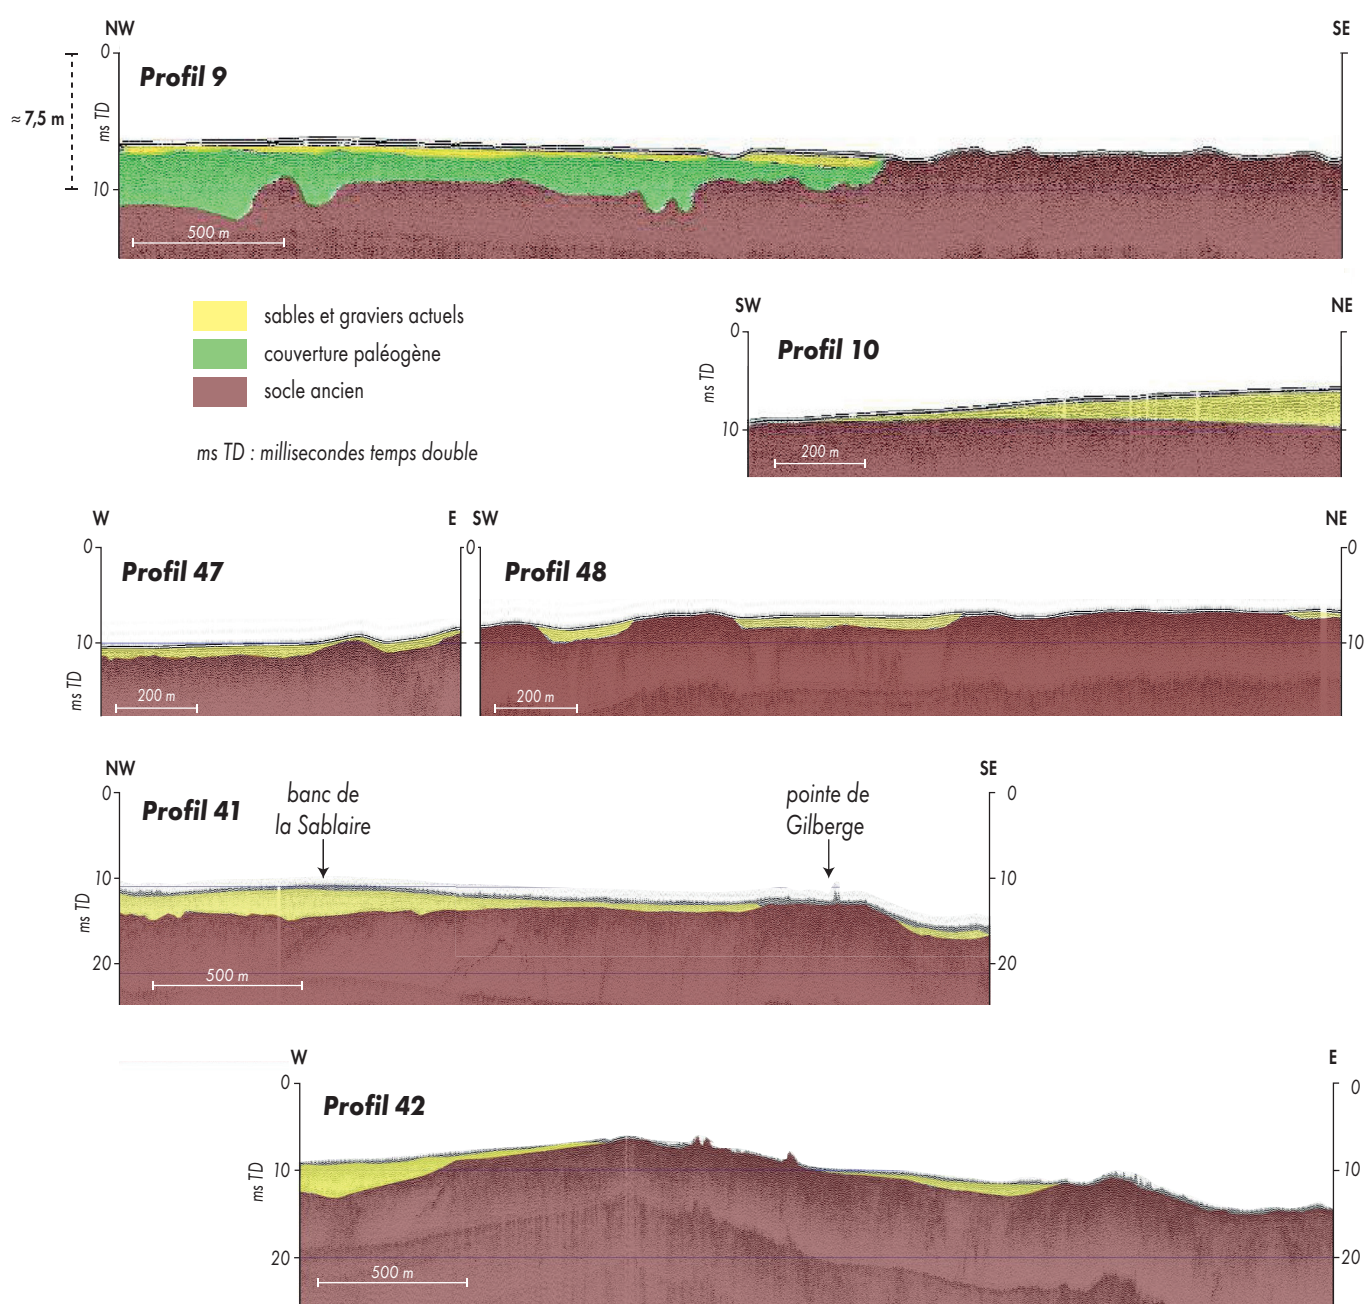 NW
SE
0
Profil 9
≈ 7,5 m
ms TD
10
500 m
sables et graviers actuels
couverture paléogène
socle ancien
ms TD : millisecondes temps double
SW
NE
0
Profil 10
ms TD
10
200 m
W
E
0
0
Profil 47
10
ms TD
200 m
SW
NE
0
Profil 48
10
200 m
NW
SE
0
0
Profil 41
banc de
la Sablaire
pointe de
Gilberge
10
10
ms TD
20
20
500 m
W
E
0
0
Profil 42
10
10
ms TD
20
20
500 m